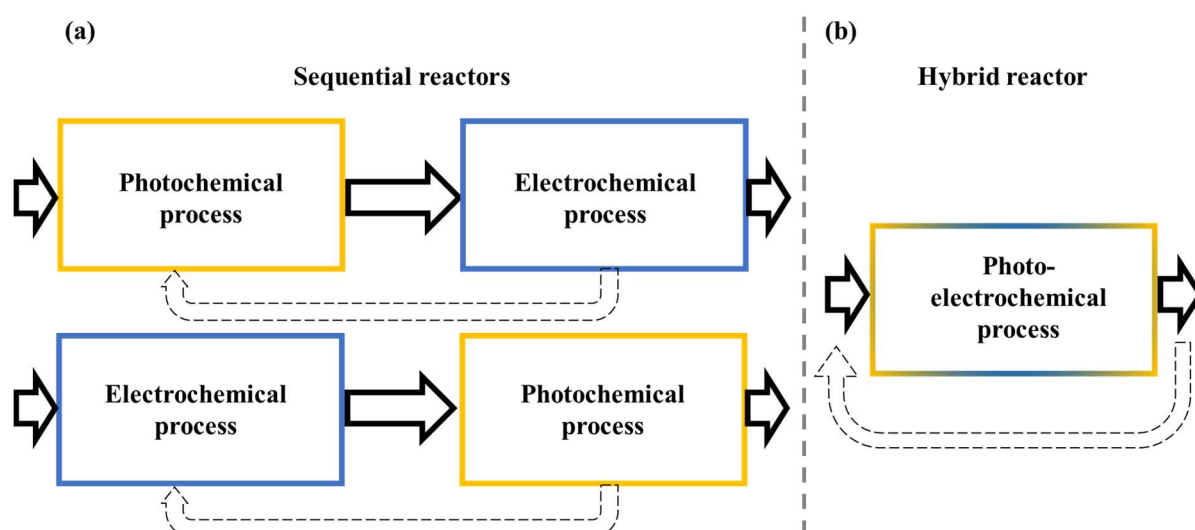 (a)
Sequential reactors
Photochemical
process
Electrochemical
process
Electrochemical
process
Photochemical
process
(b)
Hybrid reactor
Photo-
electrochemical
process